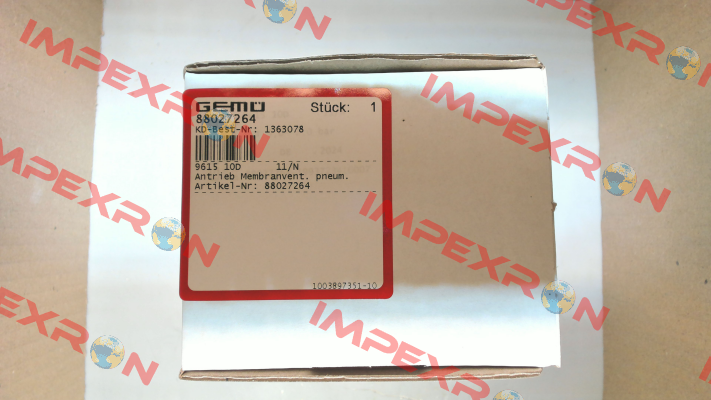 GEMÜ Stück: 1
88027264
KD-Best-Nr: 1363078
9615 10D 11/N
Antrieb Membranvent. pneum.
Artikel-Nr: 88027264
1003897351-10
IMPEXRON
IMPEXRON
IMPEXRON
IMPEXRON
IMPEXRON
IMPEXRON
IMPEXRON